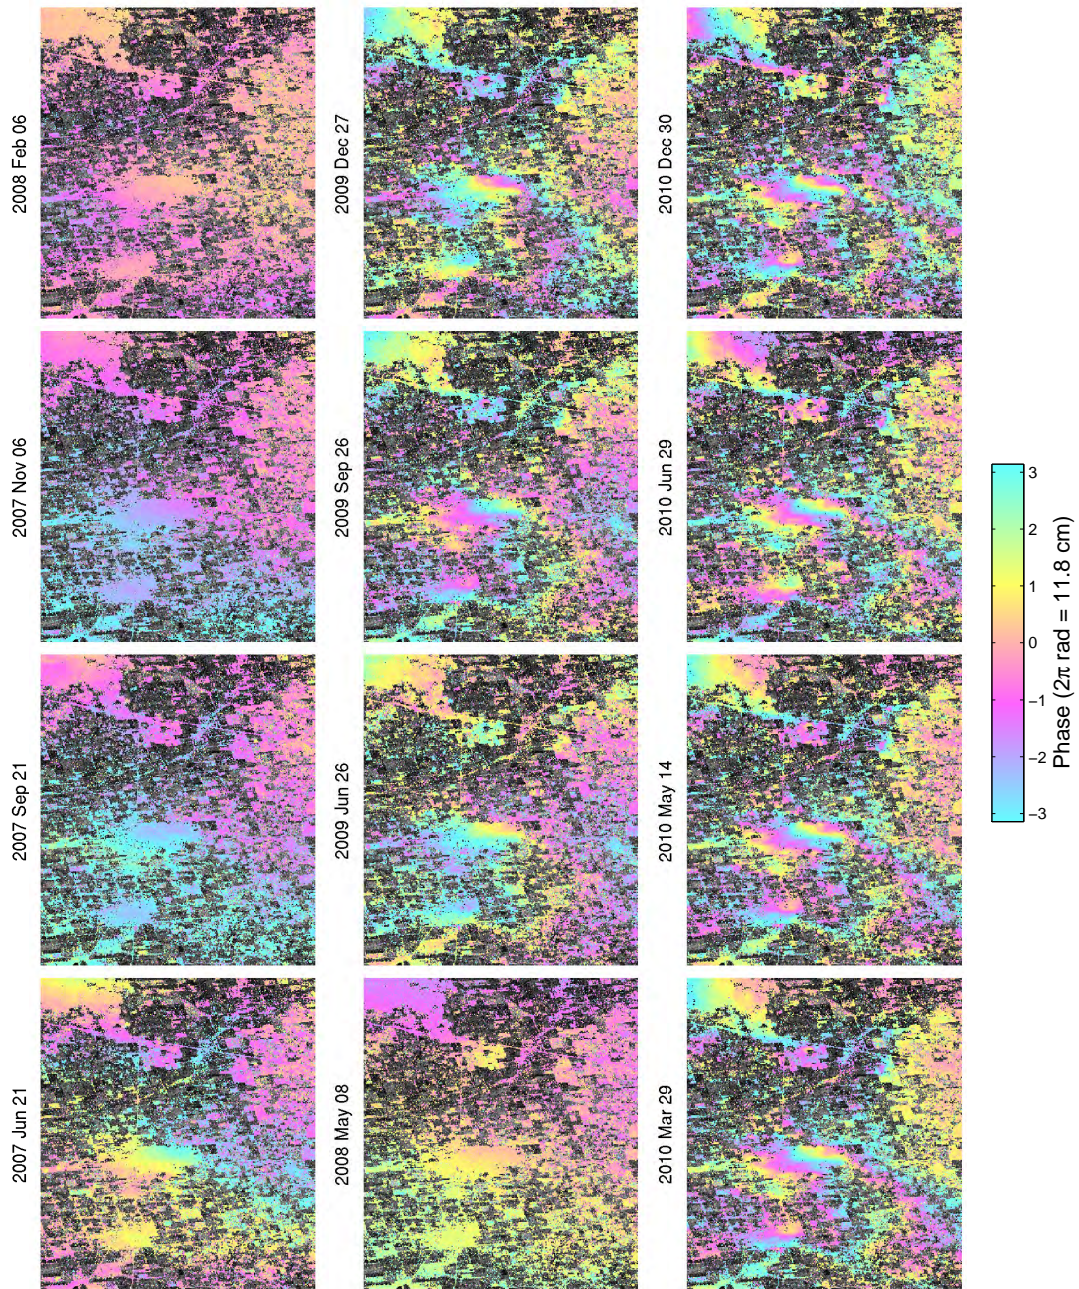 2007 Jun 21
2007 Sep 21
2007 Nov 06
2008 Feb 06
2008 May 08
2009 Jun 26
2009 Sep 26
2009 Dec 27
2010 Mar 29
2010 May 14
2010 Jun 29
2010 Dcc 30
3
2
1
0
−1
−2
−3
Phase (2π rad = 11.8 cm)